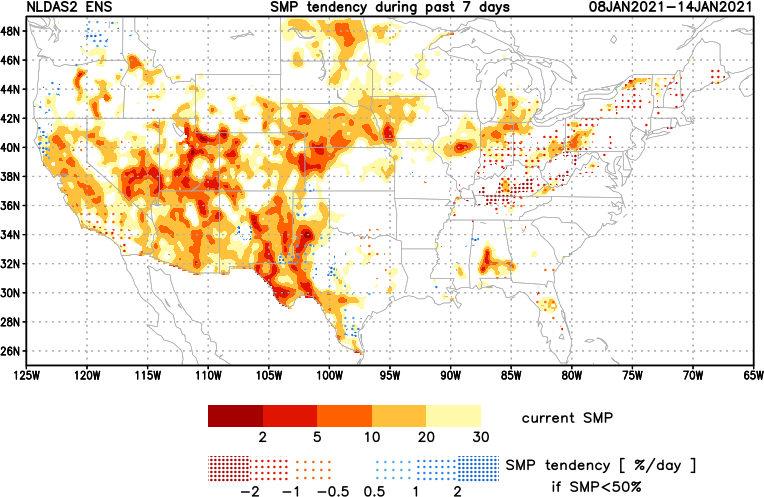 NLDAS2 ENS SMP tendency during past 7 days 08JAN2021-14JAN2021
48N
46N
44N
42N
40N
38N
36N
34N
32N
30N
28N
26N
125W 120W 115W 110W 105W 100W 95W 90W 85W 80W 75W 70W 65W
current SMP
2 5 10 20 30
SMP tendency [ %/day ]
if SMP<50%
-2 -1 -0.5 0.5 1 2